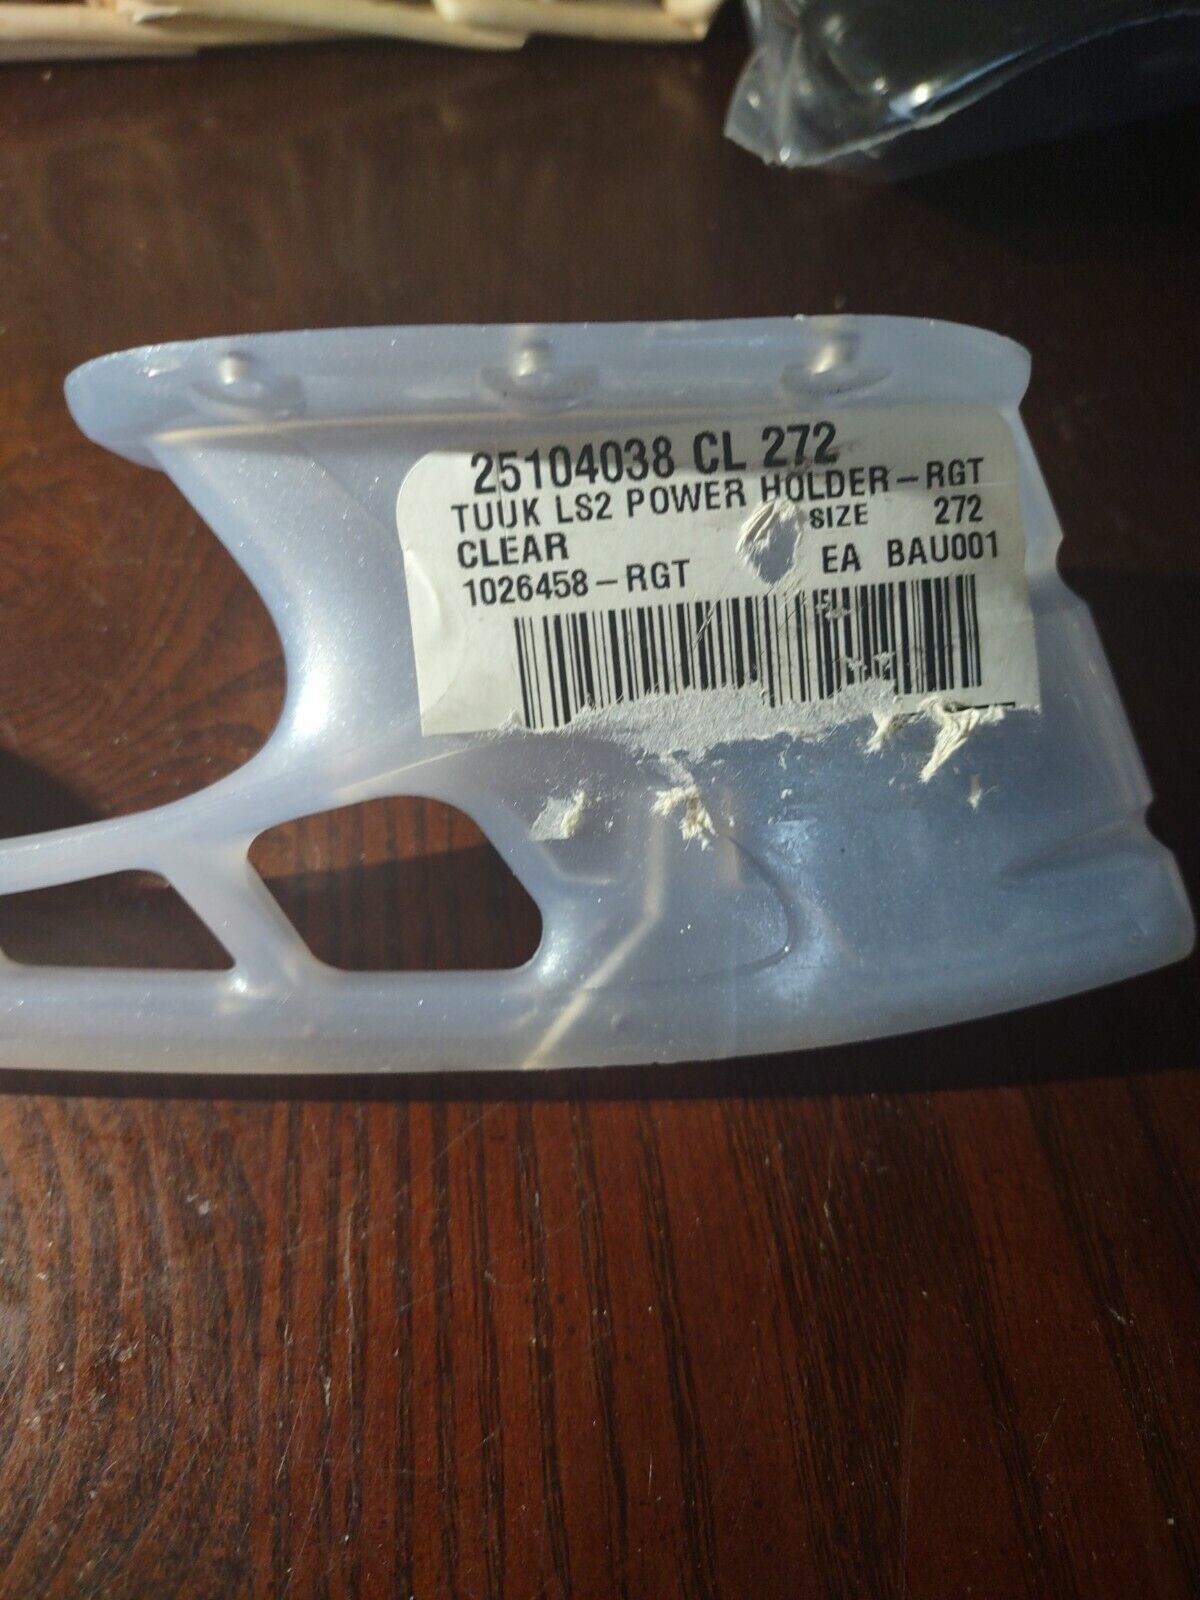 25104038 CL 272
TUUK LS2 POWER HOLDER-RGT
SIZE 272
CLEAR
EA BAU001
1026458-RGT